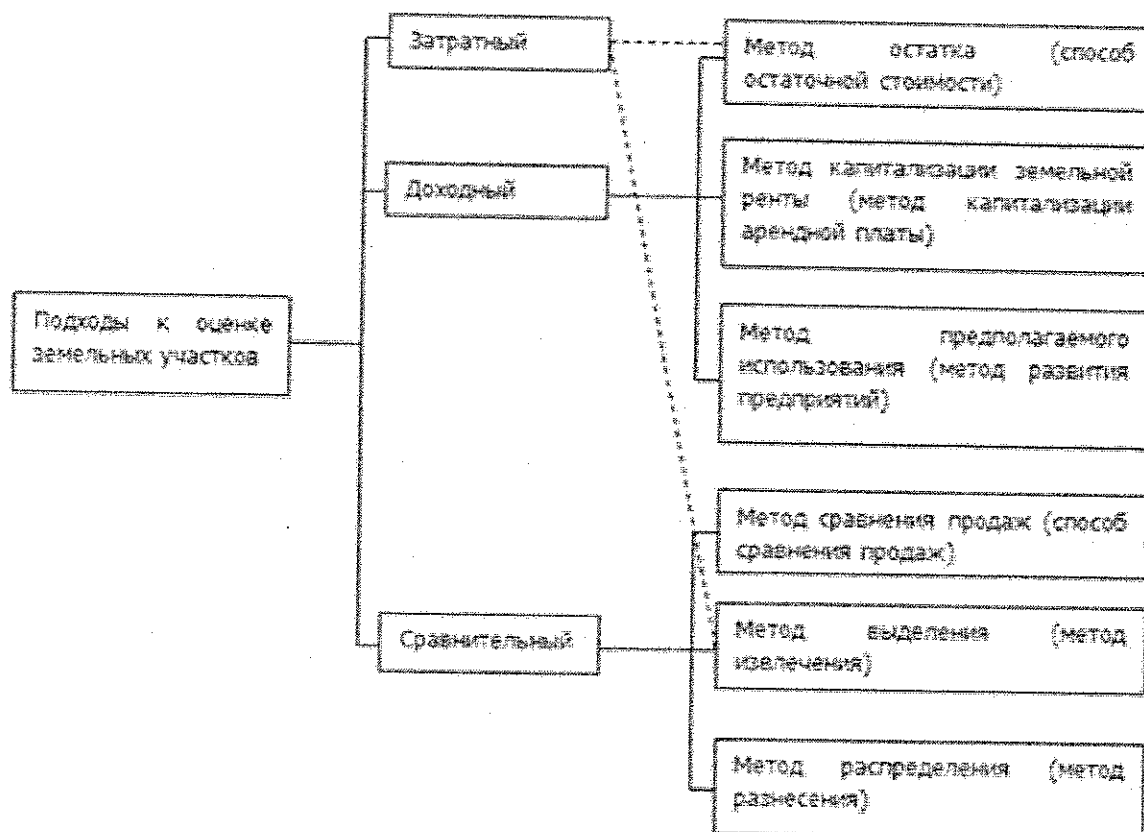 Подходы к оценке
земельных участков
Затратный
Доходный
Сравнительный
Метод остатка (способ
остаточной стоимости)
Метод капитализации земельной
ренты (метод капитализации
арендной платы)
Метод предполагаемого
использования (метод развития
предприятий)
Метод сравнения продаж (способ
сравнения продаж)
Метод выделения (метод
извлечения)
Метод распределения (метод
разнесения)